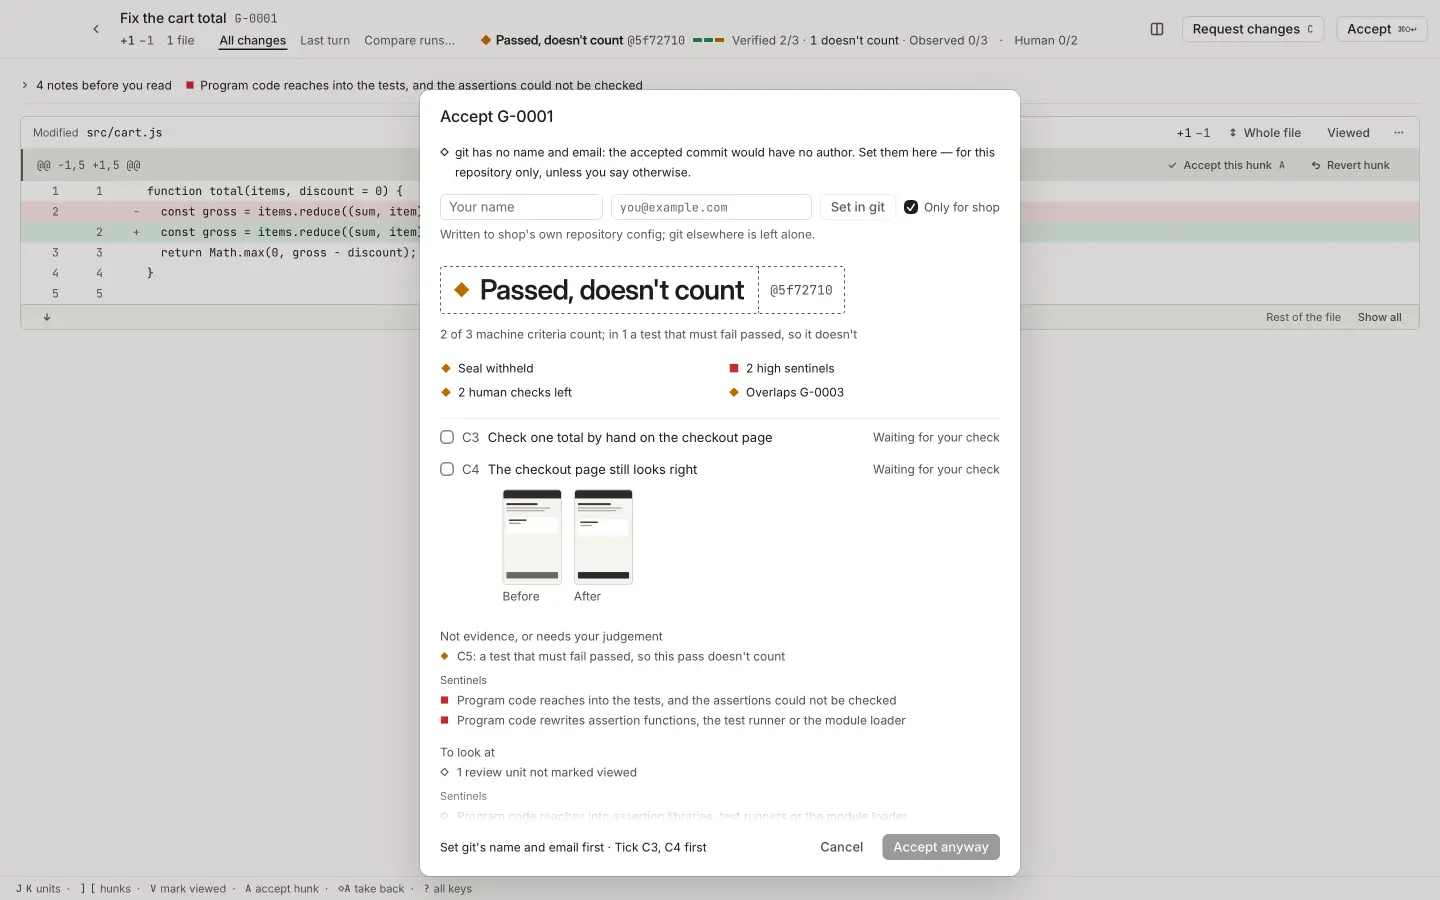 Fix the cart total G-0001
+1 −1 1 file All changes Last turn Compare runs... Passed, doesn't count @5f72710 Verified 2/3 · 1 doesn't count · Observed 0/3 · Human 0/2
Request changes C Accept
4 notes before you read Program code reaches into the tests, and the assertions could not be checked
Modified src/cart.js +1 −1 Whole file Viewed ···
@@ -1,5 +1,5 @@ Accept this hunk A Revert hunk
1 1 function total(items, discount = 0) {
2 - const gross = items.reduce((sum, item)
2 + const gross = items.reduce((sum, item)
3 3 return Math.max(0, gross - discount);
4 4 }
5 5
Rest of the file Show all
Accept G-0001
git has no name and email: the accepted commit would have no author. Set them here — for this
repository only, unless you say otherwise.
Your name you@example.com Set in git Only for shop
Written to shop's own repository config; git elsewhere is left alone.
Passed, doesn't count @5f72710
2 of 3 machine criteria count; in 1 a test that must fail passed, so it doesn't
Seal withheld 2 high sentinels
2 human checks left Overlaps G-0003
C3 Check one total by hand on the checkout page Waiting for your check
C4 The checkout page still looks right Waiting for your check
Before After
Not evidence, or needs your judgement
C5: a test that must fail passed, so this pass doesn't count
Sentinels
Program code reaches into the tests, and the assertions could not be checked
Program code rewrites assertion functions, the test runner or the module loader
To look at
1 review unit not marked viewed
Sentinels
Program code reaches into assertion libraries, test runners or the module loader
Set git's name and email first · Tick C3, C4 first Cancel Accept anyway
J K units · ] [ hunks · V mark viewed · A accept hunk · ◇A take back · ? all keys